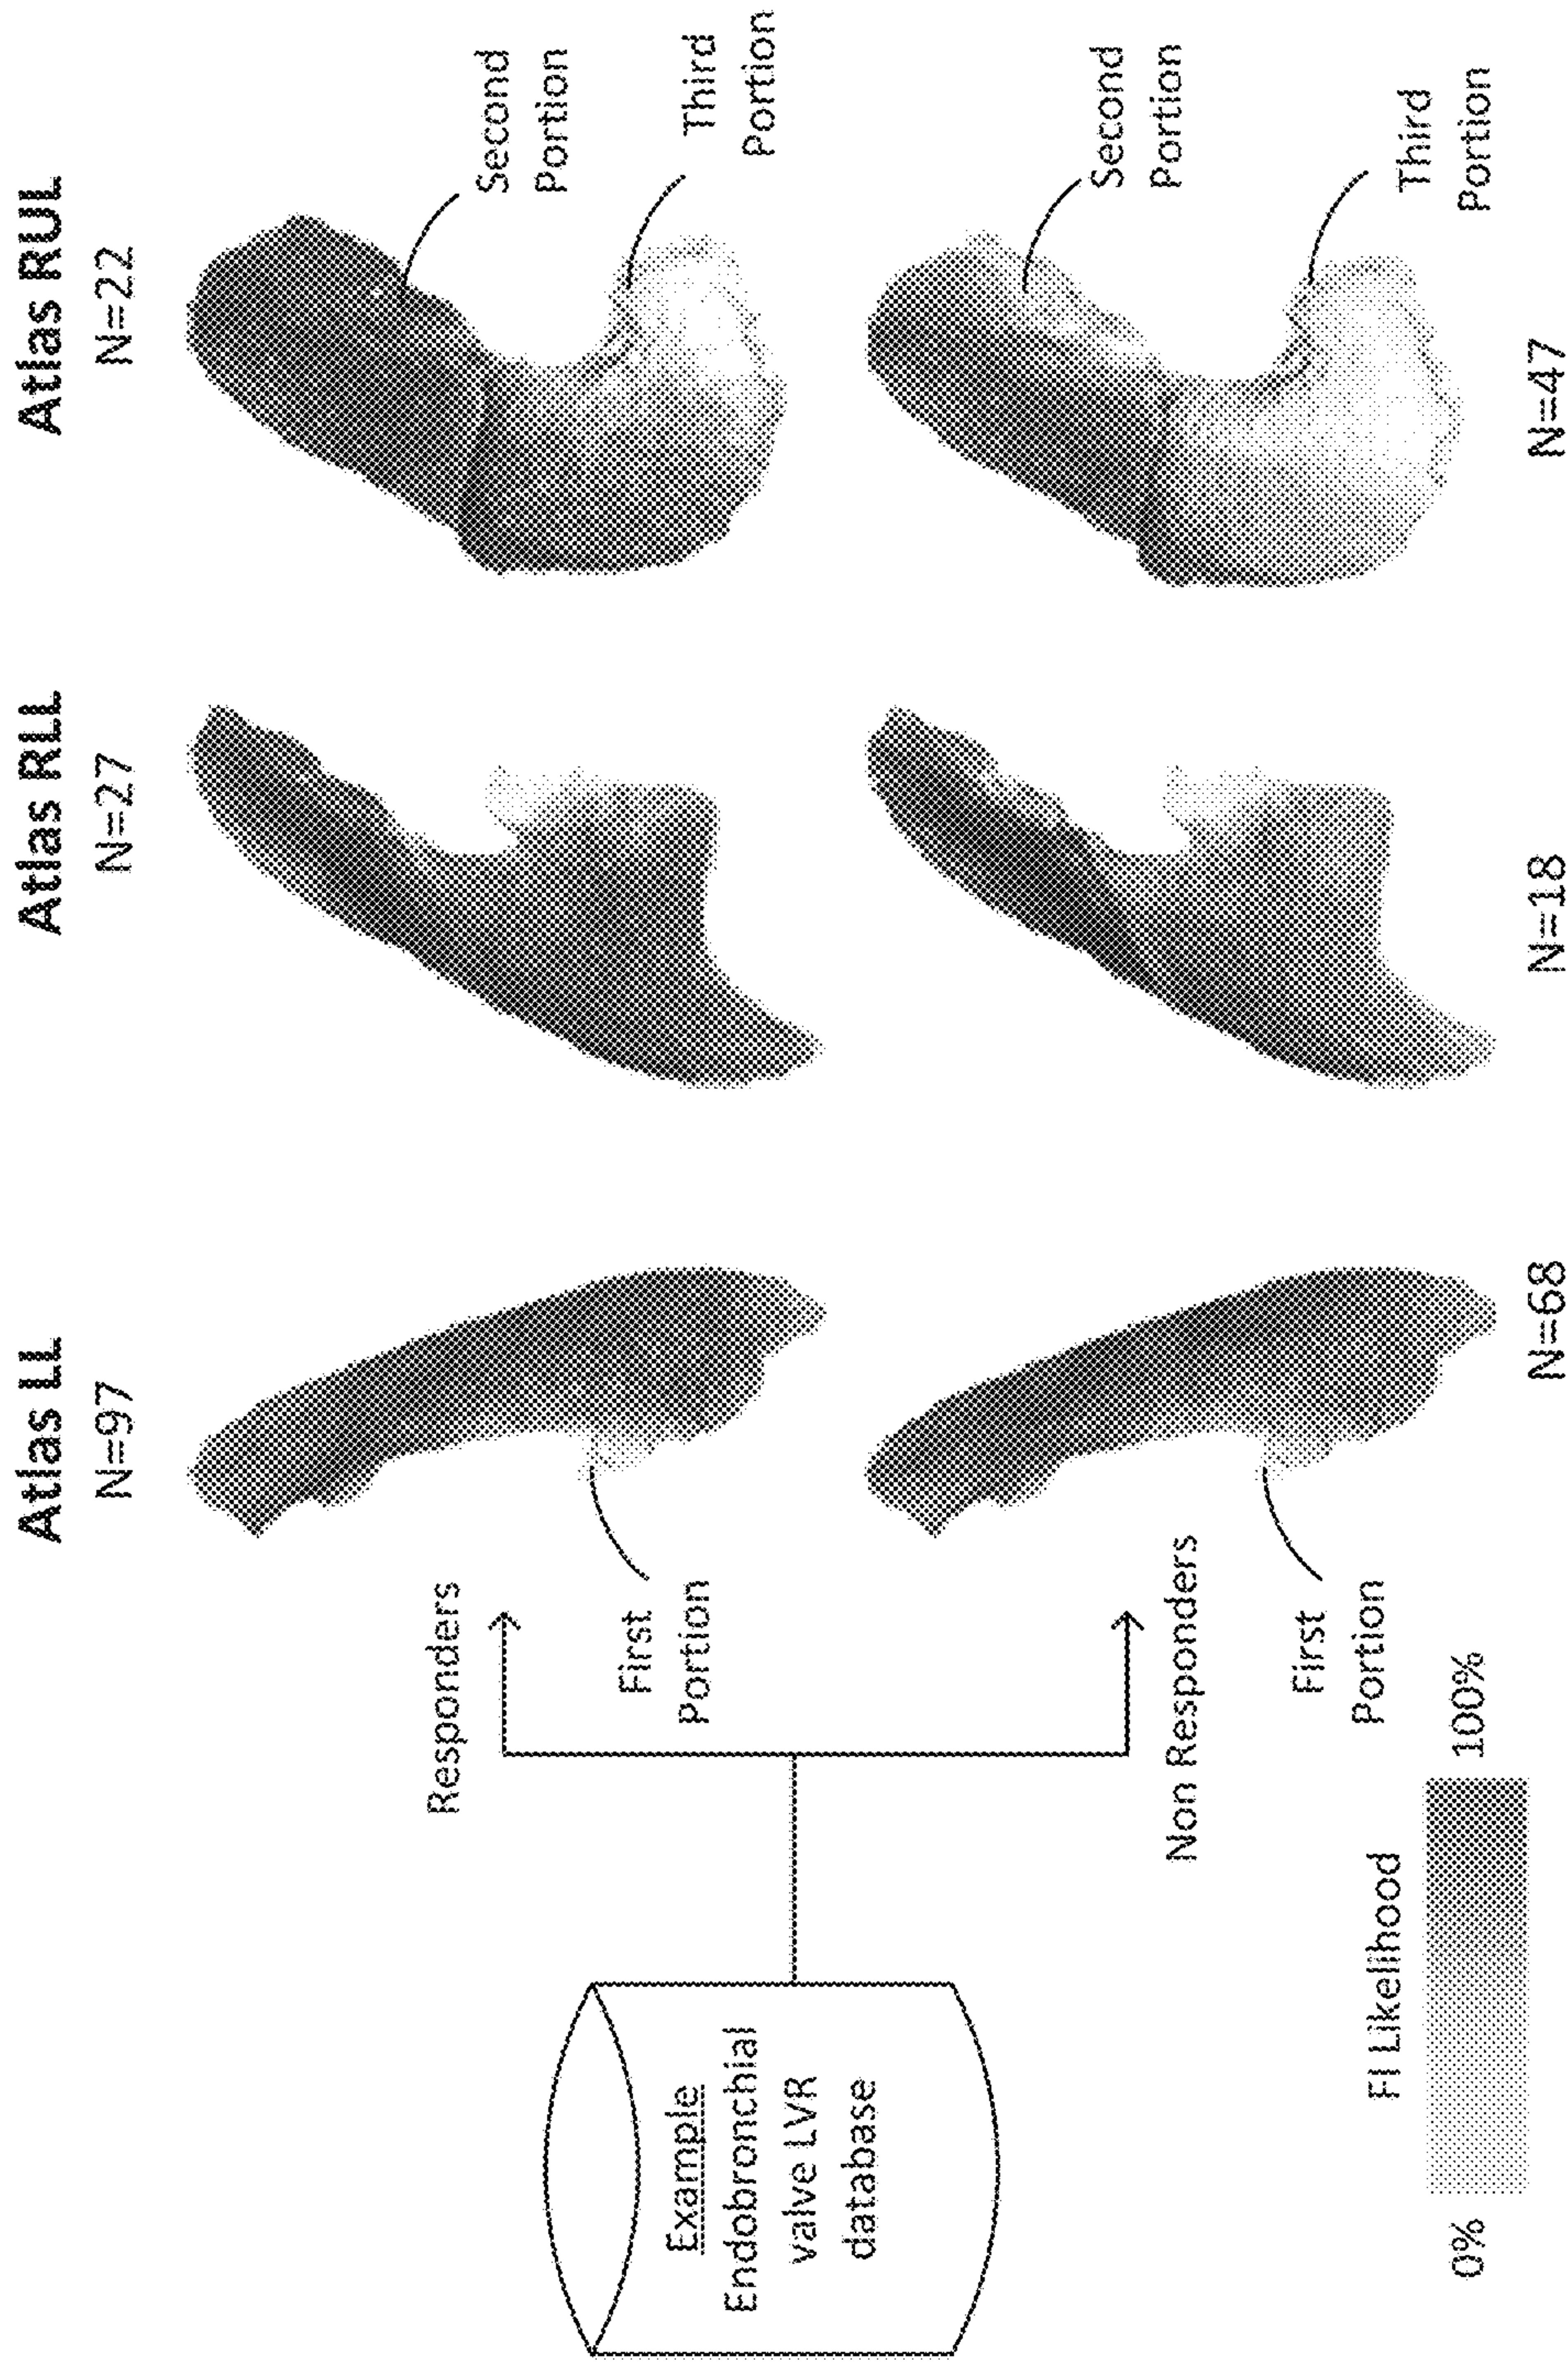 Atlas LL
N=97
Atlas RLL
N=27
Atlas RUL
N=22
Responders
First
Portion
Second
Portion
Third
Portion
Example
Endobronchial
valve LVR
database
Non Responders
First
Portion
Second
Portion
Third
Portion
FI Likelihood
0%
100%
N=68
N=18
N=47